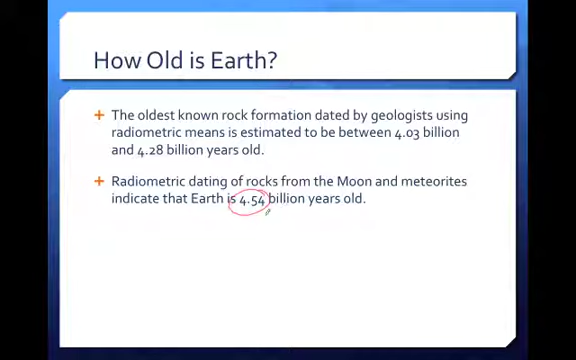 How Old is Earth?
The oldest known rock formation dated by geologists using
radiometric means is estimated to be between 4.03 billion
and 4.28 billion years old.
Radiometric dating of rocks from the Moon and meteorites
indicate that Earth is 4.54 billion years old.